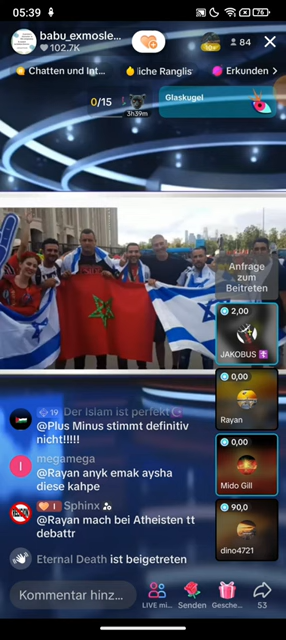 05:39
76
babu_exmosle...
102.7K
84
Chatten und Int...
liche Ranglis
Erkunden
0/15
3h39m
Glaskugel
Anfrage
zum
Beitreten
2,00
JAKOBUS
0,00
Rayan
0,00
Mido Gill
90,0
dino4721
19 Der Islam ist perfekt
@Plus Minus stimmt definitiv
nicht!!!!!
megamega
@Rayan anyk emak aysha
diese kahpe
I Sphinx
@Rayan mach bei Atheisten tt
debattr
Eternal Death ist beigetreten
Kommentar hinz...
LIVE mi...
Senden
Gesche...
53